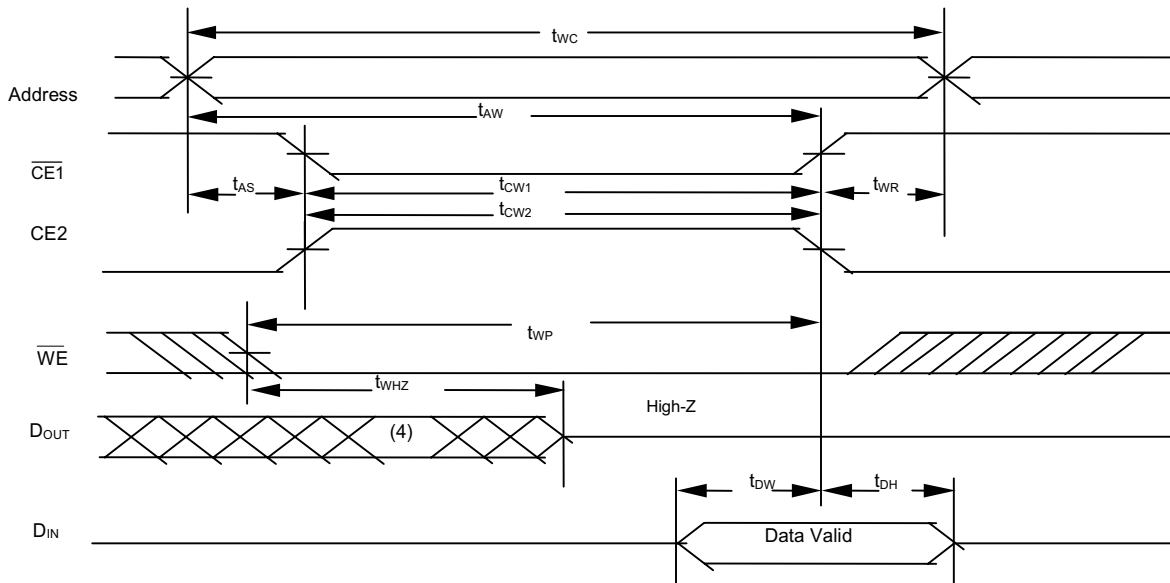 tWC
Address
tAW
CE1
tAS
tCW1
tWR
tCW2
CE2
tWP
WE
tWHZ
High-Z
DOUT
(4)
tDW
tDH
DIN
Data Valid